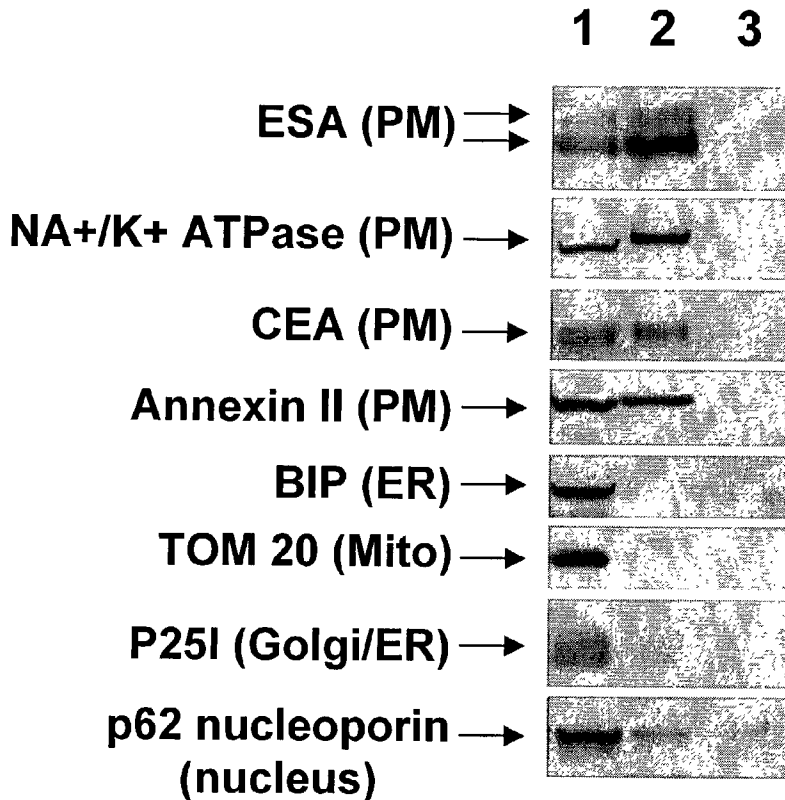 1 2 3
ESA (PM)
NA+/K+ ATPase (PM)
CEA (PM)
Annexin II (PM)
BIP (ER)
TOM 20 (Mito)
P25I (Golgi/ER)
p62 nucleoporin
(nucleus)